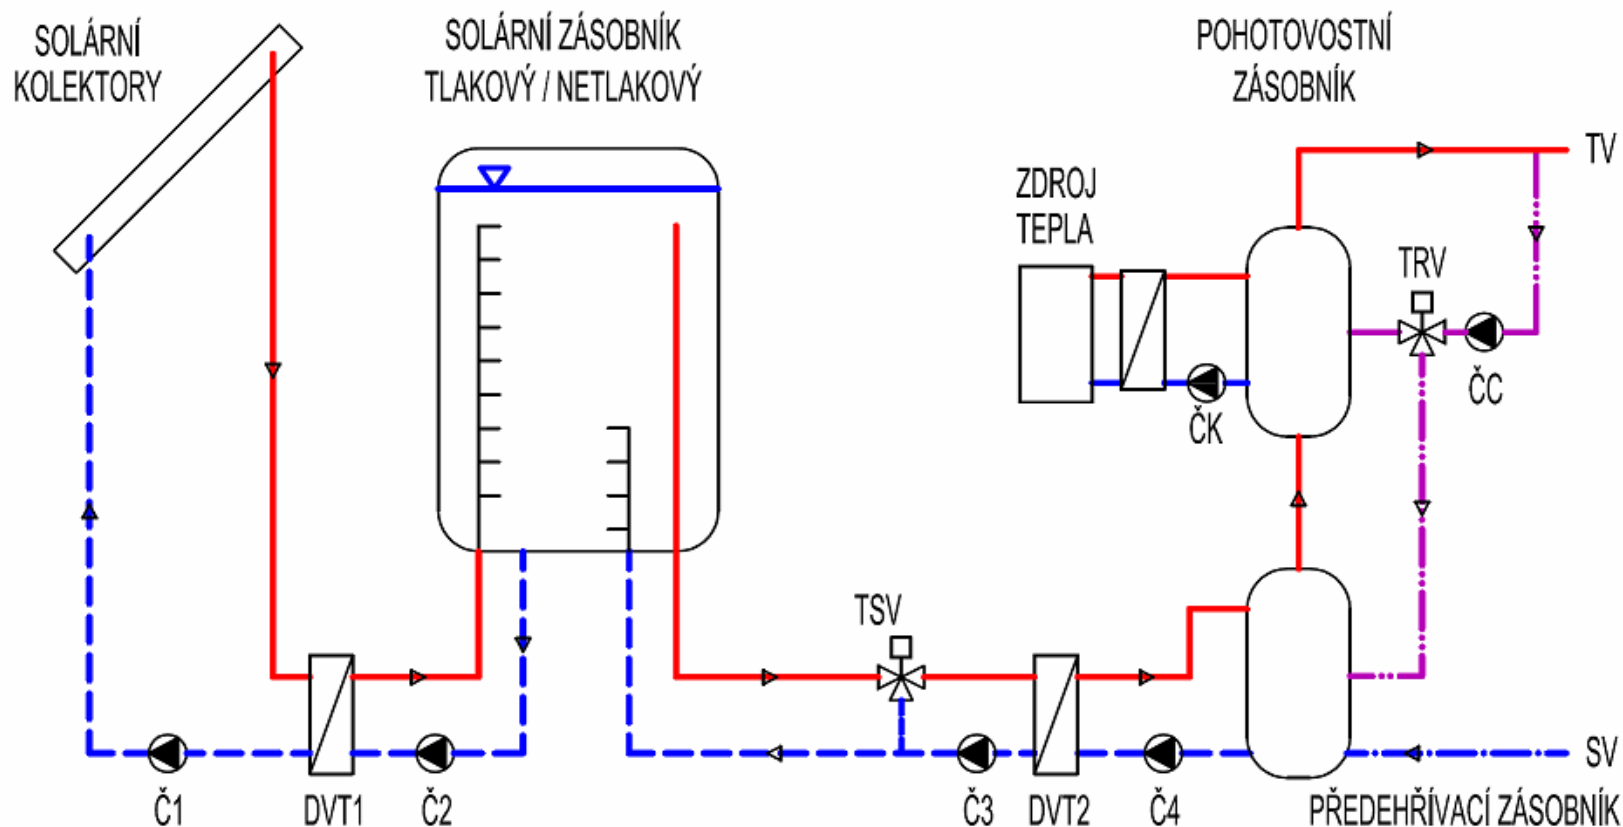 SOLÁRNÍ
KOLEKTORY
SOLÁRNÍ ZÁSOBNÍK
TLAKOVÝ / NETLAKOVÝ
POHOTOVOSTNÍ
ZÁSOBNÍK
TV
ZDROJ
TEPLA
TRV
ČC
ČK
TSV
SV
Č1
DVT1
Č2
Č3
DVT2
Č4
PŘEDEHŘÍVACÍ ZÁSOBNÍK